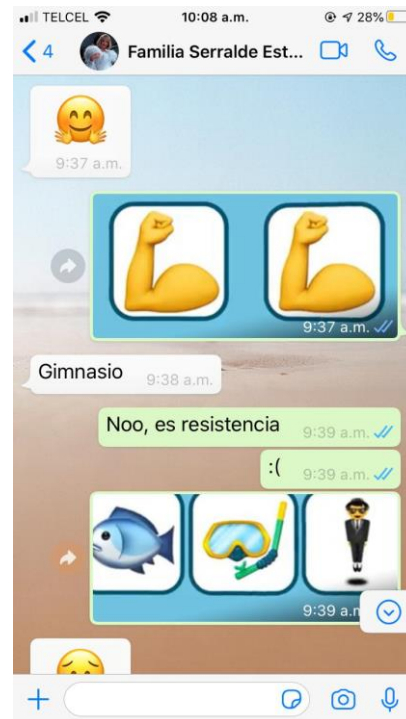 TELCEL 10:08 a.m. 28%
4 Familia Serralde Est...
9:37 a.m.
9:37 a.m.
Gimnasio 9:38 a.m.
Noo, es resistencia 9:39 a.m.
:( 9:39 a.m.
9:39 a.m